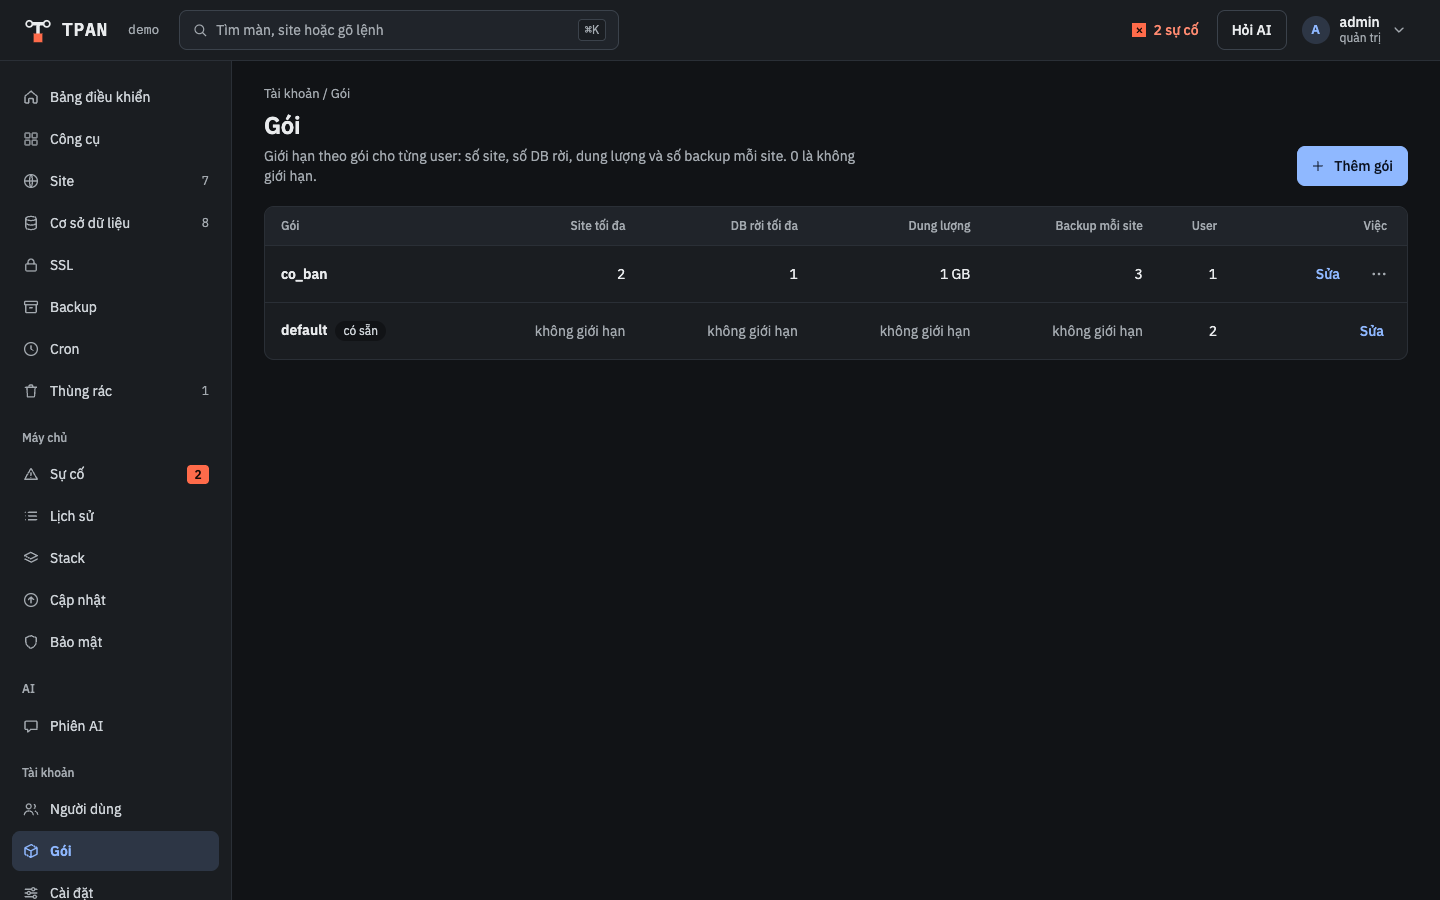 TPAN
demo
Tìm màn, site hoặc gõ lệnh
⌘K
2 sự cố
Hỏi AI
A
admin
quản trị
Bảng điều khiển
Công cụ
Site
7
Cơ sở dữ liệu
8
SSL
Backup
Cron
Thùng rác
1
Máy chủ
Sự cố
2
Lịch sử
Stack
Cập nhật
Bảo mật
AI
Phiên AI
Tài khoản
Người dùng
Gói
Cài đặt
Tài khoản / Gói
Gói
Giới hạn theo gói cho từng user: số site, số DB rời, dung lượng và số backup mỗi site. 0 là không
giới hạn.
Thêm gói
Gói Site tối đa DB rời tối đa Dung lượng Backup mỗi site User Việc
co_ban 2 1 1 GB 3 1 Sửa ···
default có sẵn không giới hạn không giới hạn không giới hạn không giới hạn 2 Sửa